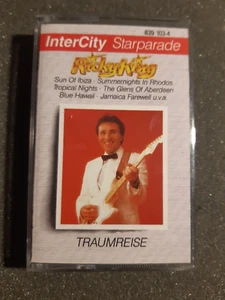 839 103-4
InterCity Starparade
Ricky King
Sun Of Ibiza · Summernights In Rhodos
Tropical Nights · The Glens Of Aberdeen
Blue Hawaii · Jamaica Farewell u.v.a.
TRAUMREISE